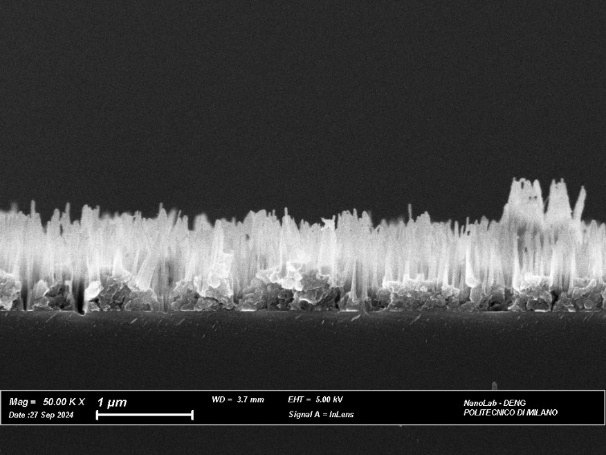 Mag = 50.00 K X 1 µm WD = 3.7 mm EHT = 5.00 kV NanoLab - DENG
Date :27 Sep 2024 Signal A = InLens POLITECNICO DI MILANO